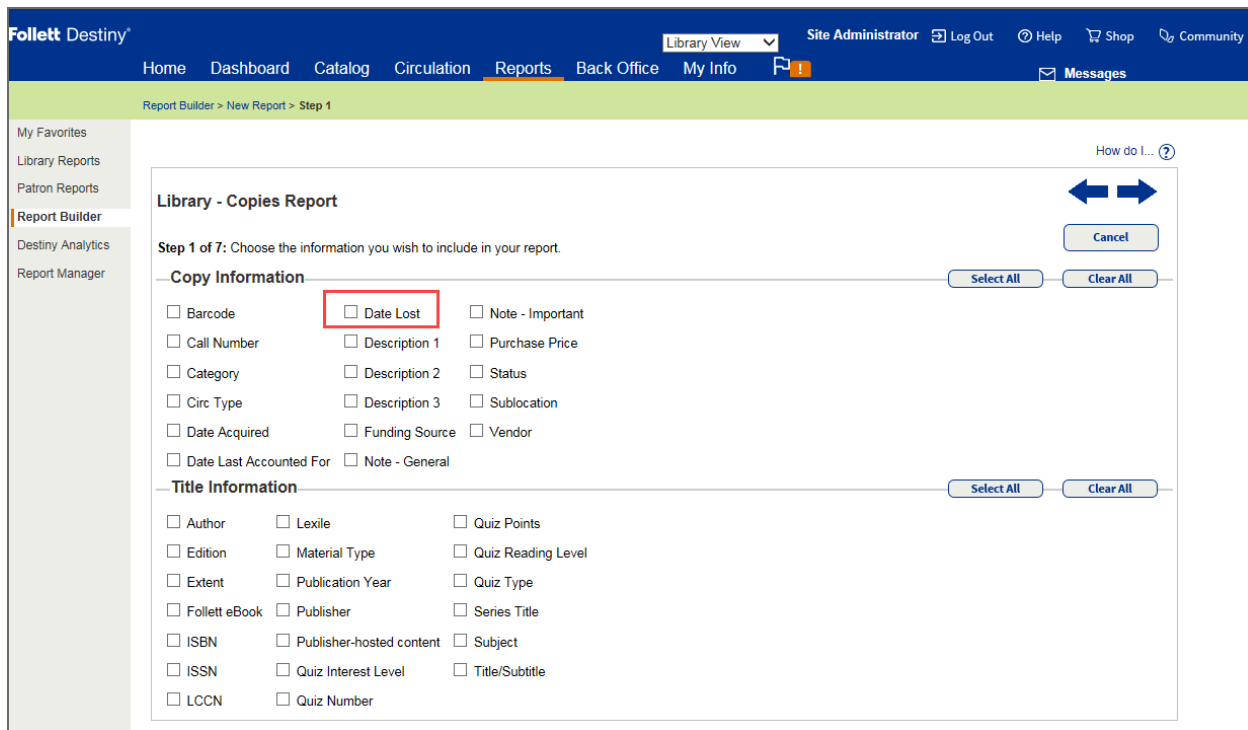 Follett Destiny®
Library View
Site Administrator Log Out Help Shop Community
Home Dashboard Catalog Circulation Reports Back Office My Info ! Messages
Report Builder > New Report > Step 1
My Favorites
Library Reports
Patron Reports
Report Builder
Destiny Analytics
Report Manager
How do I... ?
Library - Copies Report
Step 1 of 7: Choose the information you wish to include in your report.
Cancel
Copy Information Select All Clear All
Barcode Date Lost Note - Important
Call Number Description 1 Purchase Price
Category Description 2 Status
Circ Type Description 3 Sublocation
Date Acquired Funding Source Vendor
Date Last Accounted For Note - General
Title Information Select All Clear All
Author Lexile Quiz Points
Edition Material Type Quiz Reading Level
Extent Publication Year Quiz Type
Follett eBook Publisher Series Title
ISBN Publisher-hosted content Subject
ISSN Quiz Interest Level Title/Subtitle
LCCN Quiz Number